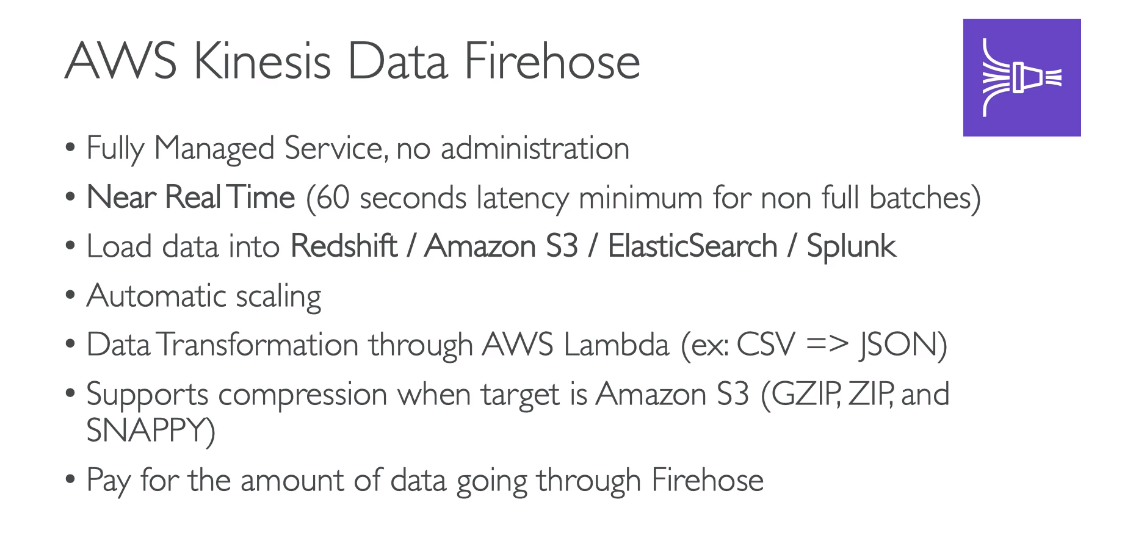 AWS Kinesis Data Firehose
• Fully Managed Service, no administration
• Near Real Time (60 seconds latency minimum for non full batches)
• Load data into Redshift / Amazon S3 / ElasticSearch / Splunk
• Automatic scaling
• Data Transformation through AWS Lambda (ex: CSV => JSON)
• Supports compression when target is Amazon S3 (GZIP, ZIP, and
SNAPPY)
• Pay for the amount of data going through Firehose